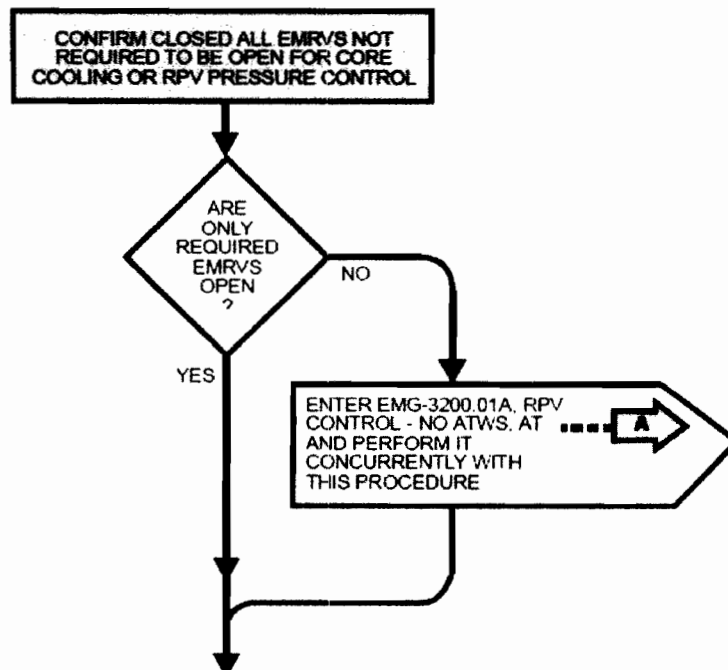 CONFIRM CLOSED ALL EMRVS NOT
REQUIRED TO BE OPEN FOR CORE
COOLING OR RPV PRESSURE CONTROL
ARE
ONLY
REQUIRED
EMRVS
OPEN
?
NO
YES
ENTER EMG-3200.01A, RPV
CONTROL - NO ATWS, AT
A
AND PERFORM IT
CONCURRENTLY WITH
THIS PROCEDURE